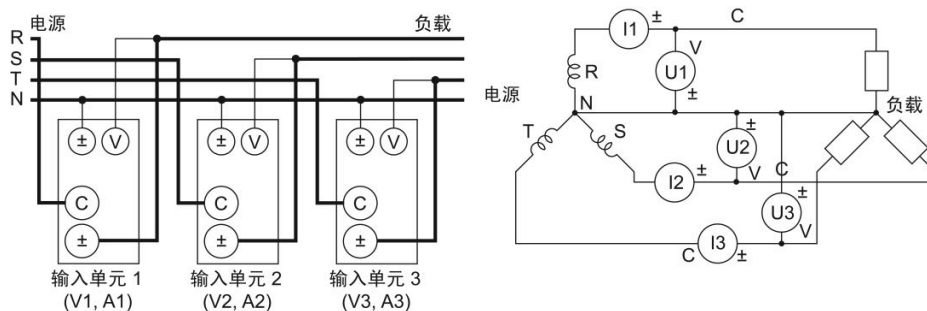 电源
负载
R
S
T
N
± V
± V
± V
C
C
C
±
±
±
输入单元 1
(V1, A1)
输入单元 2
(V2, A2)
输入单元 3
(V3, A3)
I1 ± C
V
R
U1
±
电源
N
负载
T
S
±
U2
V
C
I2 ±
±
U3
V
C I3 ±